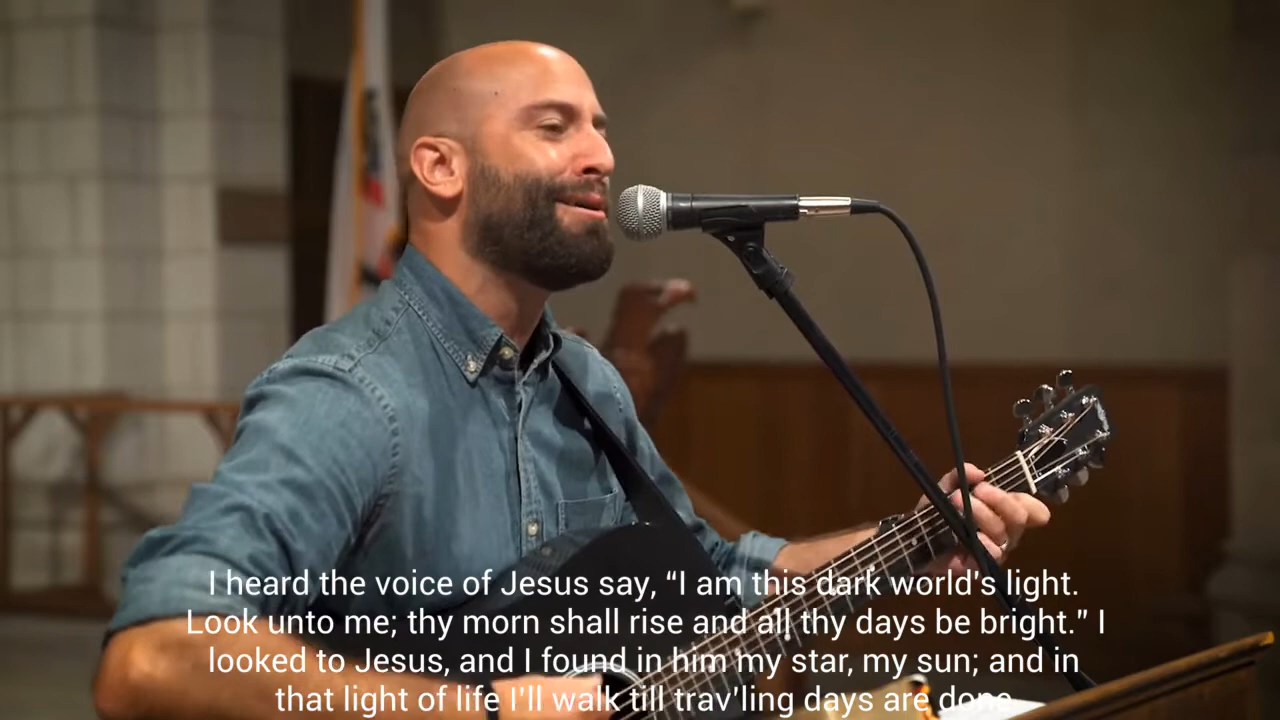 I heard the voice of Jesus say, “I am this dark world's light.
Look unto me; thy morn shall rise and all thy days be bright.” I
looked to Jesus, and I found in him my star, my sun; and in
that light of life I'll walk till trav'ling days are done